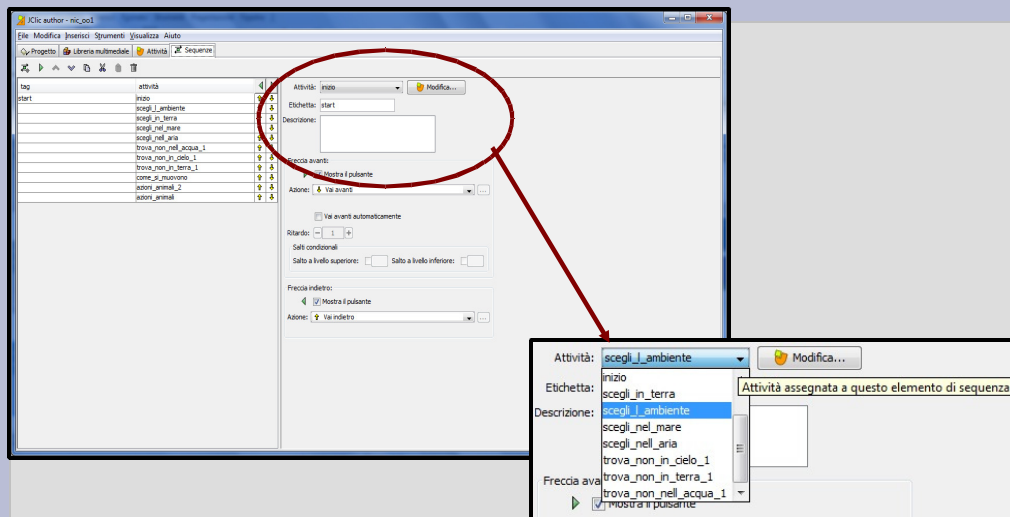 JClic author - nic_oo1
File Modifica Inserisci Strumenti Visualizza Aiuto
Progetto Libreria multimediale Attività Sequenze
tag attività
start inizio
scegli_l_ambiente
scegli_in_terra
scegli_nel_mare
scegli_nell_aria
trova_non_nell_acqua_1
trova_non_in_cielo_1
trova_non_in_terra_1
come_si_muovono
azioni_animali_2
azioni_animali
Attività: inizio Modifica...
Etichetta: start
Descrizione:
Freccia avanti:
Mostra il pulsante
Azione: Vai avanti ...
Vai avanti automaticamente
Ritardo: 1
Salti condizionali
Salto a livello superiore: Salto a livello inferiore:
Freccia indietro:
Mostra il pulsante
Azione: Vai indietro ...
Attività: scegli_l_ambiente Modifica...
Etichetta:
Descrizione:
Freccia ava
inizio
scegli_in_terra
scegli_l_ambiente
scegli_nel_mare
scegli_nell_aria
trova_non_in_cielo_1
trova_non_in_terra_1
trova_non_nell_acqua_1
Attività assegnata a questo elemento di sequenza
Mostra il pulsante